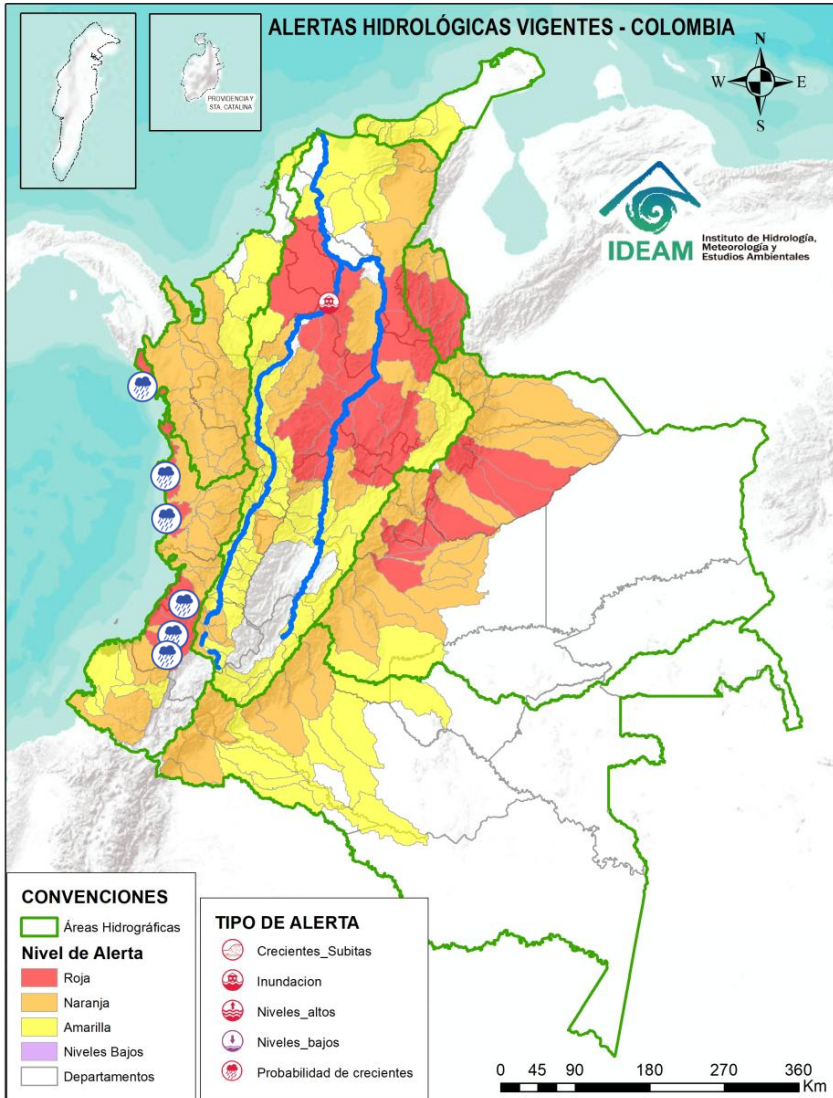 ALERTAS HIDROLÓGICAS VIGENTES - COLOMBIA
PROVIDENCIA Y
STA. CATALINA
N
W
E
S
IDEAM
Instituto de Hidrología,
Meteorología y
Estudios Ambientales
CONVENCIONES
Áreas Hidrográficas
Nivel de Alerta
Roja
Naranja
Amarilla
Niveles Bajos
Departamentos
TIPO DE ALERTA
Crecientes_Subitas
Inundacion
Niveles_altos
Niveles_bajos
Probabilidad de crecientes
0 45 90 180 270 360
Km